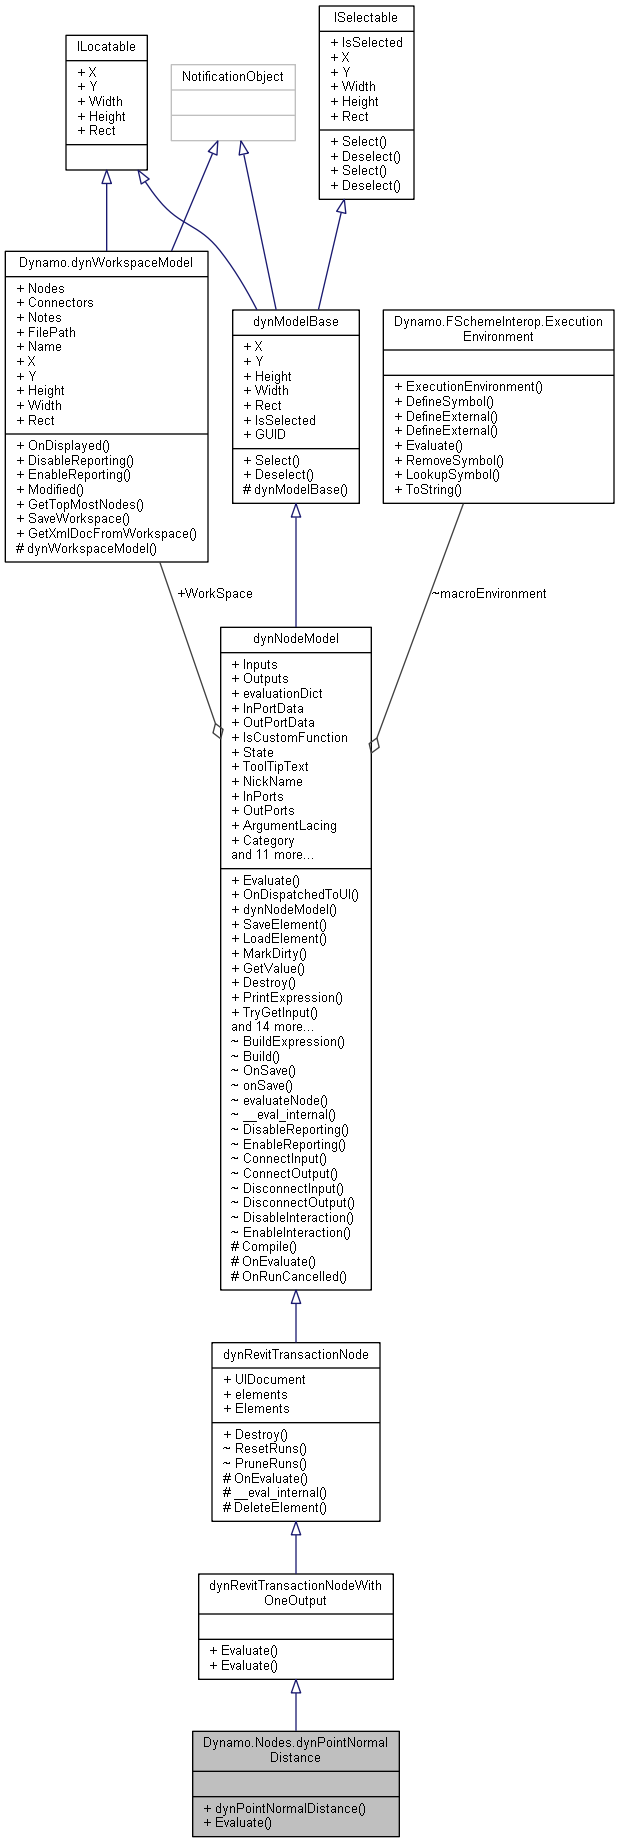 ISelectable
+ IsSelected
+ X
+ Y
+ Width
+ Height
+ Rect
+ Select()
+ Deselect()
+ Select()
+ Deselect()
ILocatable
+ X
+ Y
+ Width
+ Height
+ Rect
NotificationObject
Dynamo.dynWorkspaceModel
+ Nodes
+ Connectors
+ Notes
+ FilePath
+ Name
+ X
+ Y
+ Height
+ Width
+ Rect
+ OnDisplayed()
+ DisableReporting()
+ EnableReporting()
+ Modified()
+ GetTopMostNodes()
+ SaveWorkspace()
+ GetXmlDocFromWorkspace()
# dynWorkspaceModel()
dynModelBase
+ X
+ Y
+ Height
+ Width
+ Rect
+ IsSelected
+ GUID
+ Select()
+ Deselect()
# dynModelBase()
Dynamo.FSchemeInterop.Execution
Environment
+ ExecutionEnvironment()
+ DefineSymbol()
+ DefineExternal()
+ DefineExternal()
+ Evaluate()
+ RemoveSymbol()
+ LookupSymbol()
+ ToString()
+WorkSpace
~macroEnvironment
dynNodeModel
+ Inputs
+ Outputs
+ evaluationDict
+ InPortData
+ OutPortData
+ IsCustomFunction
+ State
+ ToolTipText
+ NickName
+ InPorts
+ OutPorts
+ ArgumentLacing
+ Category
and 11 more...
+ Evaluate()
+ OnDispatchedToUI()
+ dynNodeModel()
+ SaveElement()
+ LoadElement()
+ MarkDirty()
+ GetValue()
+ Destroy()
+ PrintExpression()
+ TryGetInput()
and 14 more...
~ BuildExpression()
~ Build()
~ OnSave()
~ onSave()
~ evaluateNode()
~ __eval_internal()
~ DisableReporting()
~ EnableReporting()
~ ConnectInput()
~ ConnectOutput()
~ DisconnectInput()
~ DisconnectOutput()
~ DisableInteraction()
~ EnableInteraction()
# Compile()
# OnEvaluate()
# OnRunCancelled()
dynRevitTransactionNode
+ UIDocument
+ elements
+ Elements
+ Destroy()
~ ResetRuns()
~ PruneRuns()
# OnEvaluate()
# __eval_internal()
# DeleteElement()
dynRevitTransactionNodeWith
OneOutput
+ Evaluate()
+ Evaluate()
Dynamo.Nodes.dynPointNormal
Distance
+ dynPointNormalDistance()
+ Evaluate()